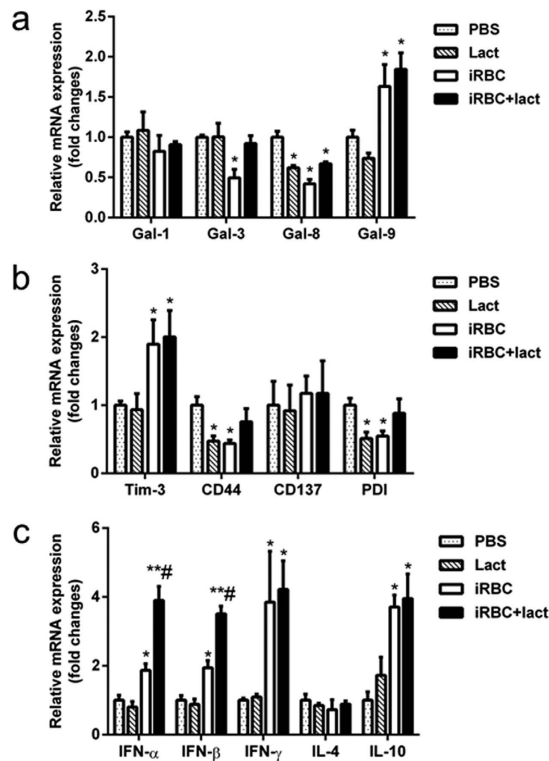 a
Relative mRNA expression
(fold changes)
2.5
2.0
1.5
1.0
0.5
0.0
* * * * * *
Gal-1 Gal-3 Gal-8 Gal-9
PBS
Lact
iRBC
iRBC+lact
b
Relative mRNA expression
(fold changes)
3
2
1
0
* * * * * *
Tim-3 CD44 CD137 PDI
PBS
Lact
iRBC
iRBC+lact
c
Relative mRNA expression
(fold changes)
6
4
2
0
* **# * **# * * * *
IFN-α IFN-β IFN-γ IL-4 IL-10
PBS
Lact
iRBC
iRBC+lact